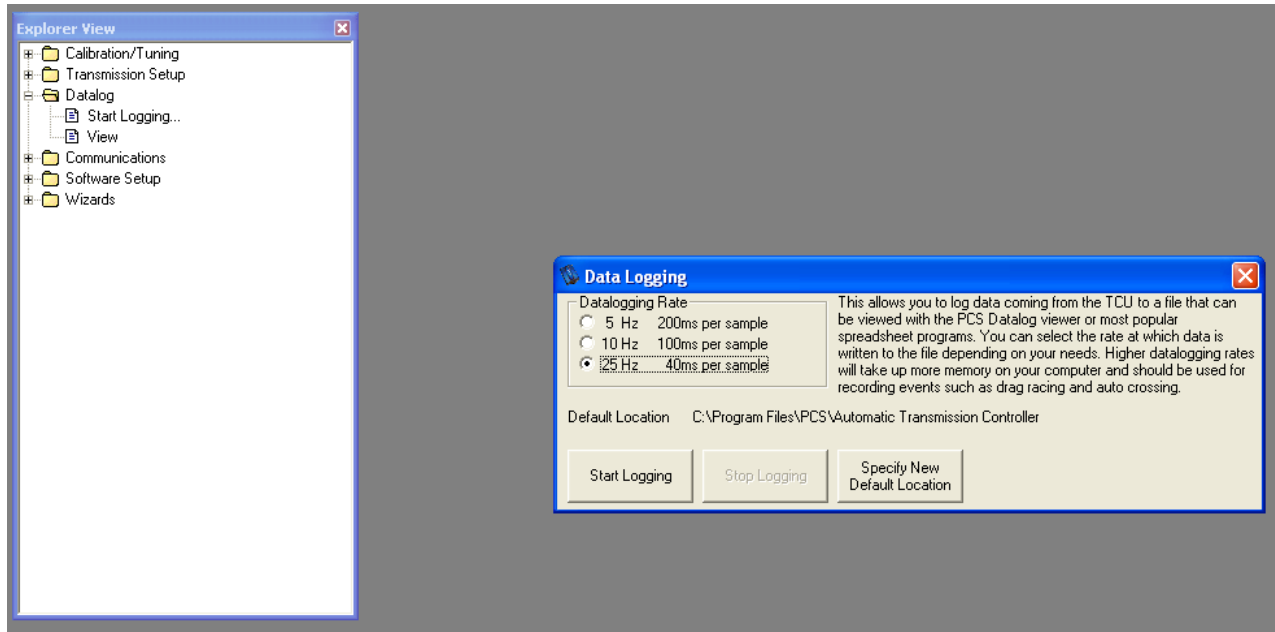 Explorer View
Calibration/Tuning
Transmission Setup
Datalog
Start Logging...
View
Communications
Software Setup
Wizards
Data Logging
Datalogging Rate
5 Hz 200ms per sample
10 Hz 100ms per sample
25 Hz 40ms per sample
This allows you to log data coming from the TCU to a file that can
be viewed with the PCS Datalog viewer or most popular
spreadsheet programs. You can select the rate at which data is
written to the file depending on your needs. Higher datalogging rates
will take up more memory on your computer and should be used for
recording events such as drag racing and auto crossing.
Default Location C:\Program Files\PCS\Automatic Transmission Controller
Start Logging
Stop Logging
Specify New
Default Location